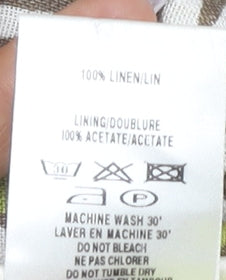 100% LINEN/LIN
LINING/DOUBLURE
100% ACETATE/ACETATE
30
P
MACHINE WASH 30'
LAVER EN MACHINE 30'
DO NOT BLEACH
NE PAS CHLORER
DO NOT TUMBLE DRY